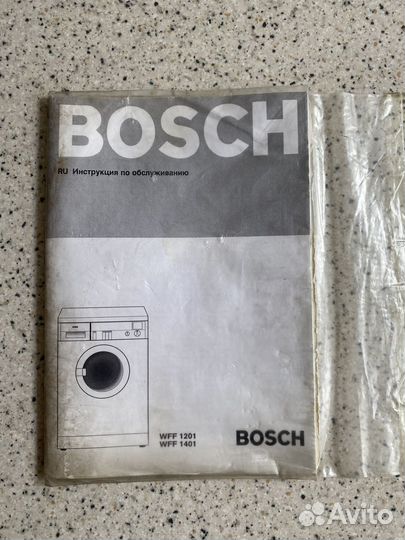 BOSCH
RU Инструкция по обслуживанию
WFF 1201
WFF 1401
BOSCH
Avito